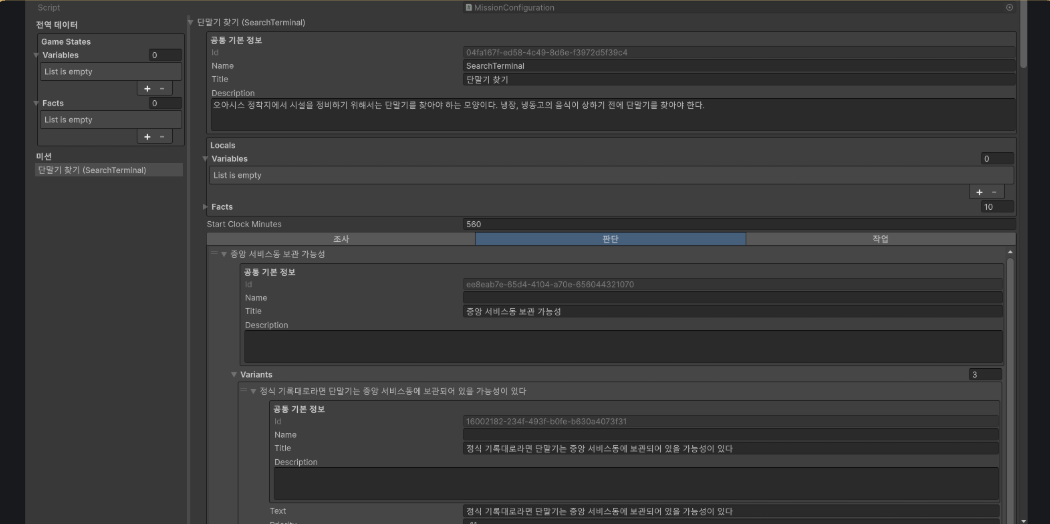 Script
MissionConfiguration
전역 데이터
Game States
Variables
0
List is empty
+ -
Facts
0
List is empty
+ -
미션
단말기 찾기 (SearchTerminal)
단말기 찾기 (SearchTerminal)
공통 기본 정보
Id
04fa167f-ed58-4c49-8d6e-f3972d5f39c4
Name
SearchTerminal
Title
단말기 찾기
Description
오아시스 정착지에서 시설을 정비하기 위해서는 단말기를 찾아야 하는 모양이다. 냉장, 냉동고의 음식이 상하기 전에 단말기를 찾아야 한다.
Locals
Variables
0
List is empty
+ -
Facts
10
Start Clock Minutes
560
조사
판단
작업
중앙 서비스동 보관 가능성
공통 기본 정보
Id
ee8eab7e-65d4-4104-a70e-656044321070
Name
Title
중앙 서비스동 보관 가능성
Description
Variants
3
정식 기록대로라면 단말기는 중앙 서비스동에 보관되어 있을 가능성이 있다
공통 기본 정보
Id
16002182-234f-493f-b0fe-b630a4073f31
Name
Title
정식 기록대로라면 단말기는 중앙 서비스동에 보관되어 있을 가능성이 있다
Description
Text
정식 기록대로라면 단말기는 중앙 서비스동에 보관되어 있을 가능성이 있다
Priority